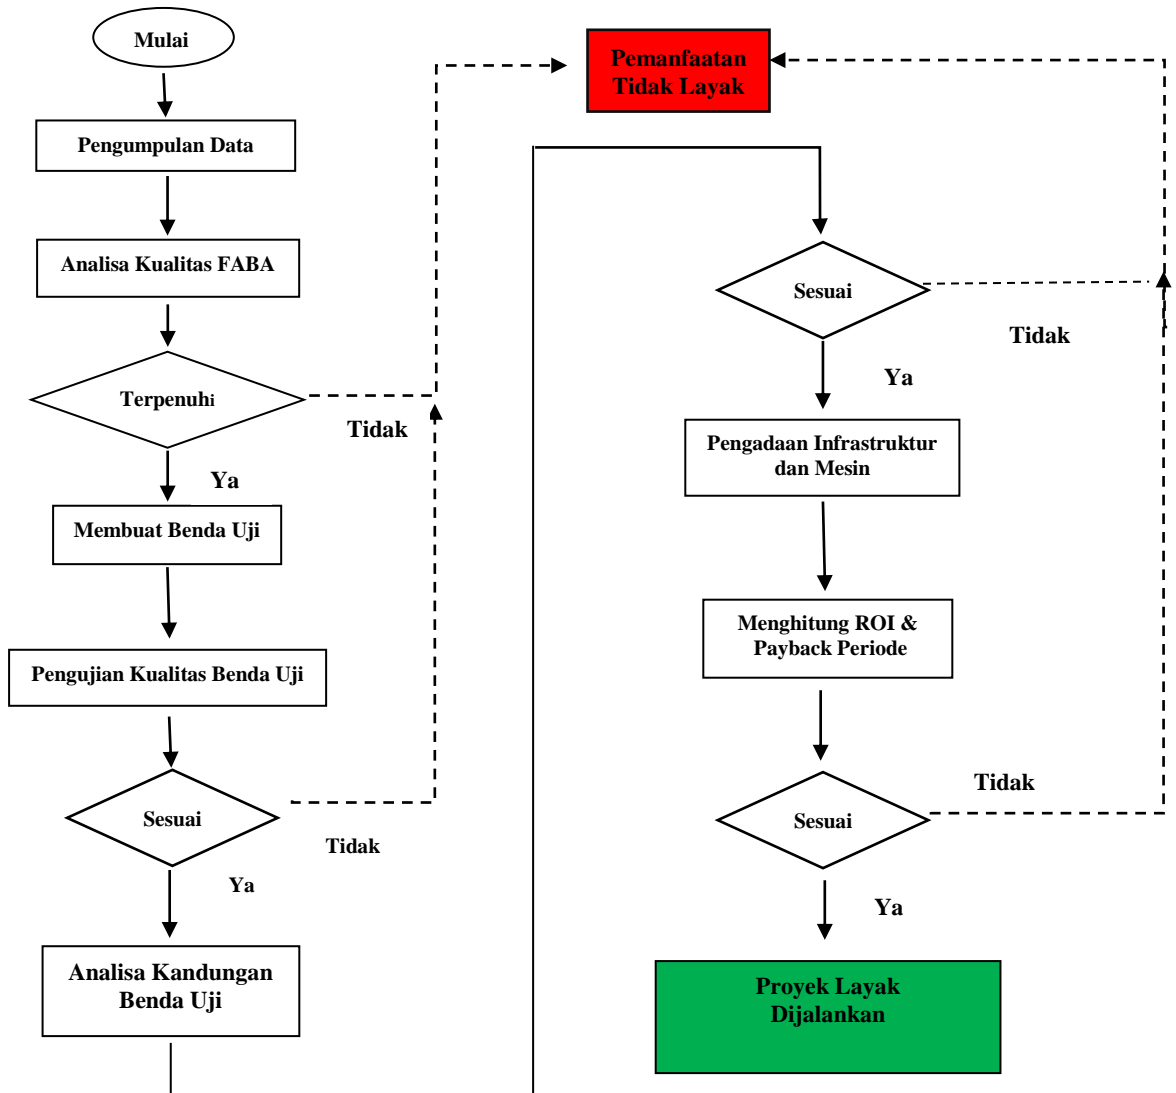 Mulai
Pengumpulan Data
Analisa Kualitas FABA
Terpenuhi
Tidak
Ya
Membuat Benda Uji
Pengujian Kualitas Benda Uji
Sesuai
Tidak
Ya
Analisa Kandungan
Benda Uji
Pemanfaatan
Tidak Layak
Sesuai
Tidak
Ya
Pengadaan Infrastruktur
dan Mesin
Menghitung ROI &
Payback Periode
Tidak
Sesuai
Ya
Proyek Layak
Dijalankan